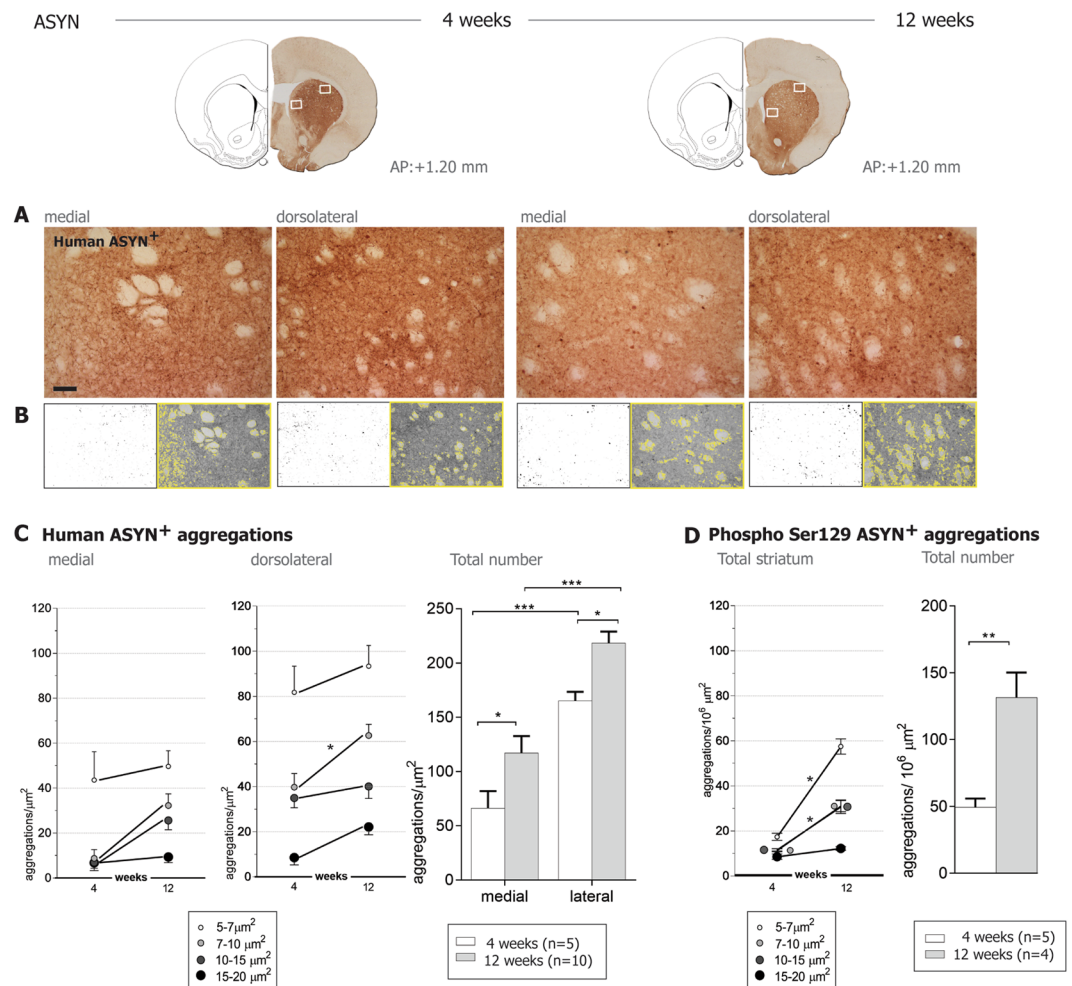 ASYN 4 weeks 12 weeks
AP:+1.20 mm AP:+1.20 mm
A medial dorsolateral medial dorsolateral
Human ASYN+
B
C Human ASYN+ aggregations
medial dorsolateral Total number
120
100
80
60
40
20
0
aggregations/µm²
4 weeks 12
120
100
80
60
40
20
0
aggregations/µm²
*
4 weeks 12
250
200
150
100
50
0
aggregations/µm²
***
***
*
*
medial lateral
5-7µm²
7-10 µm²
10-15 µm²
15-20 µm²
4 weeks (n=5)
12 weeks (n=10)
D Phospho Ser129 ASYN+ aggregations
Total striatum Total number
120
100
80
60
40
20
0
aggregations/10⁶ µm²
*
*
4 weeks 12
200
150
100
50
0
aggregations/ 10⁶ µm²
**
5-7µm²
7-10 µm²
10-15 µm²
15-20 µm²
4 weeks (n=5)
12 weeks (n=4)